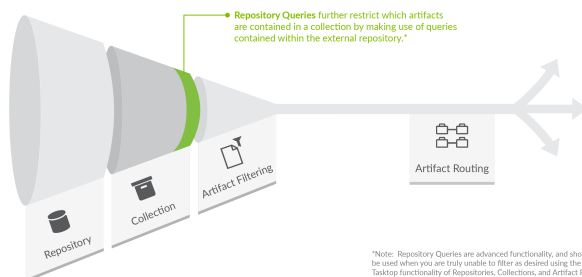 Repository Queries further restrict which artifacts
are contained in a collection by making use of queries
contained within the external repository.*
Repository
Collection
Artifact Filtering
Artifact Routing
*Note: Repository Queries are advanced functionality, and sho
be used when you are truly unable to filter as desired using the
Tasktop functionality of Repositories, Collections, and Artifact